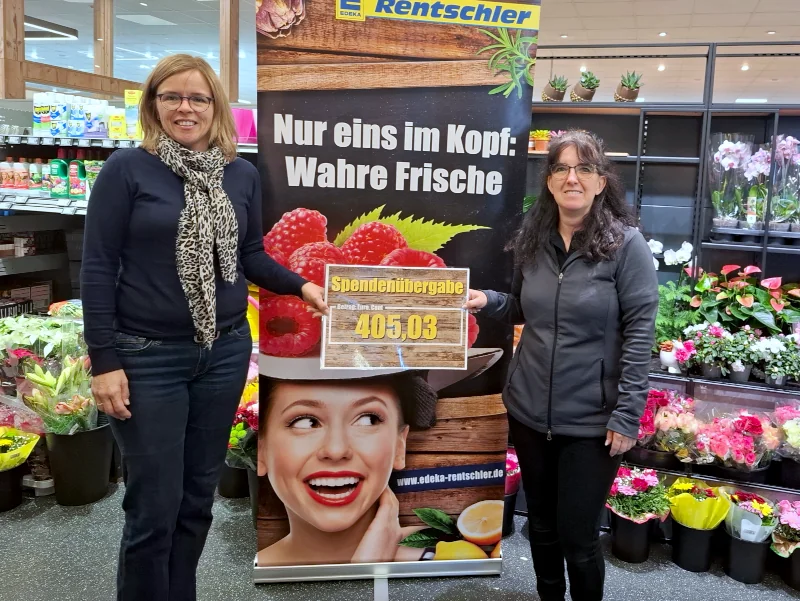 EDEKA
Rentschler
Nur eins im Kopf:
Wahre Frische
Spendenübergabe
405,03
www.edeka-rentschler.de